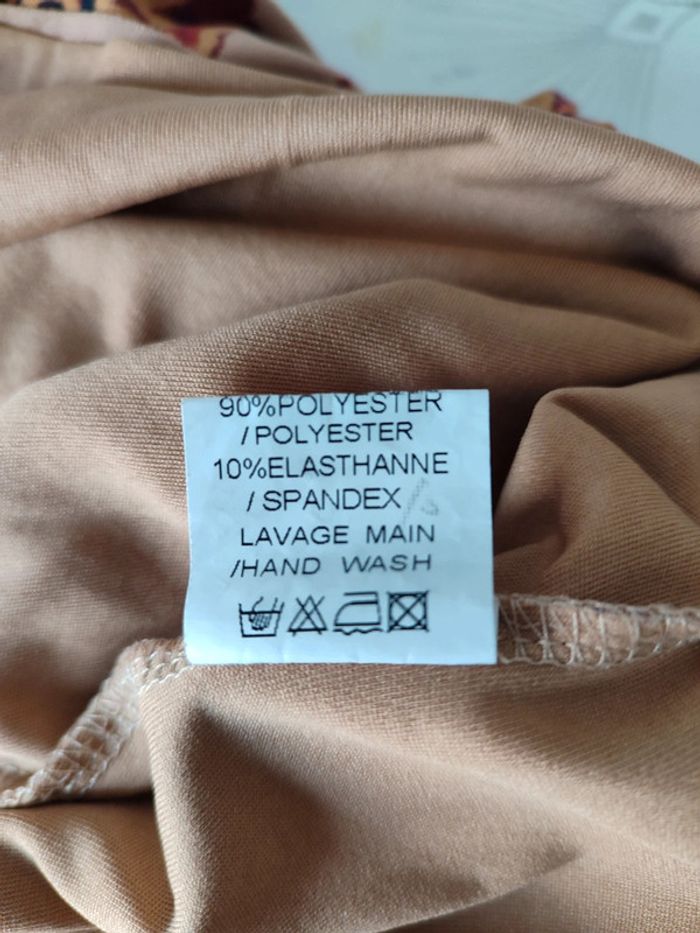 90%POLYESTER
/ POLYESTER
10%ELASTHANNE
/ SPANDEX
LAVAGE MAIN
/HAND WASH